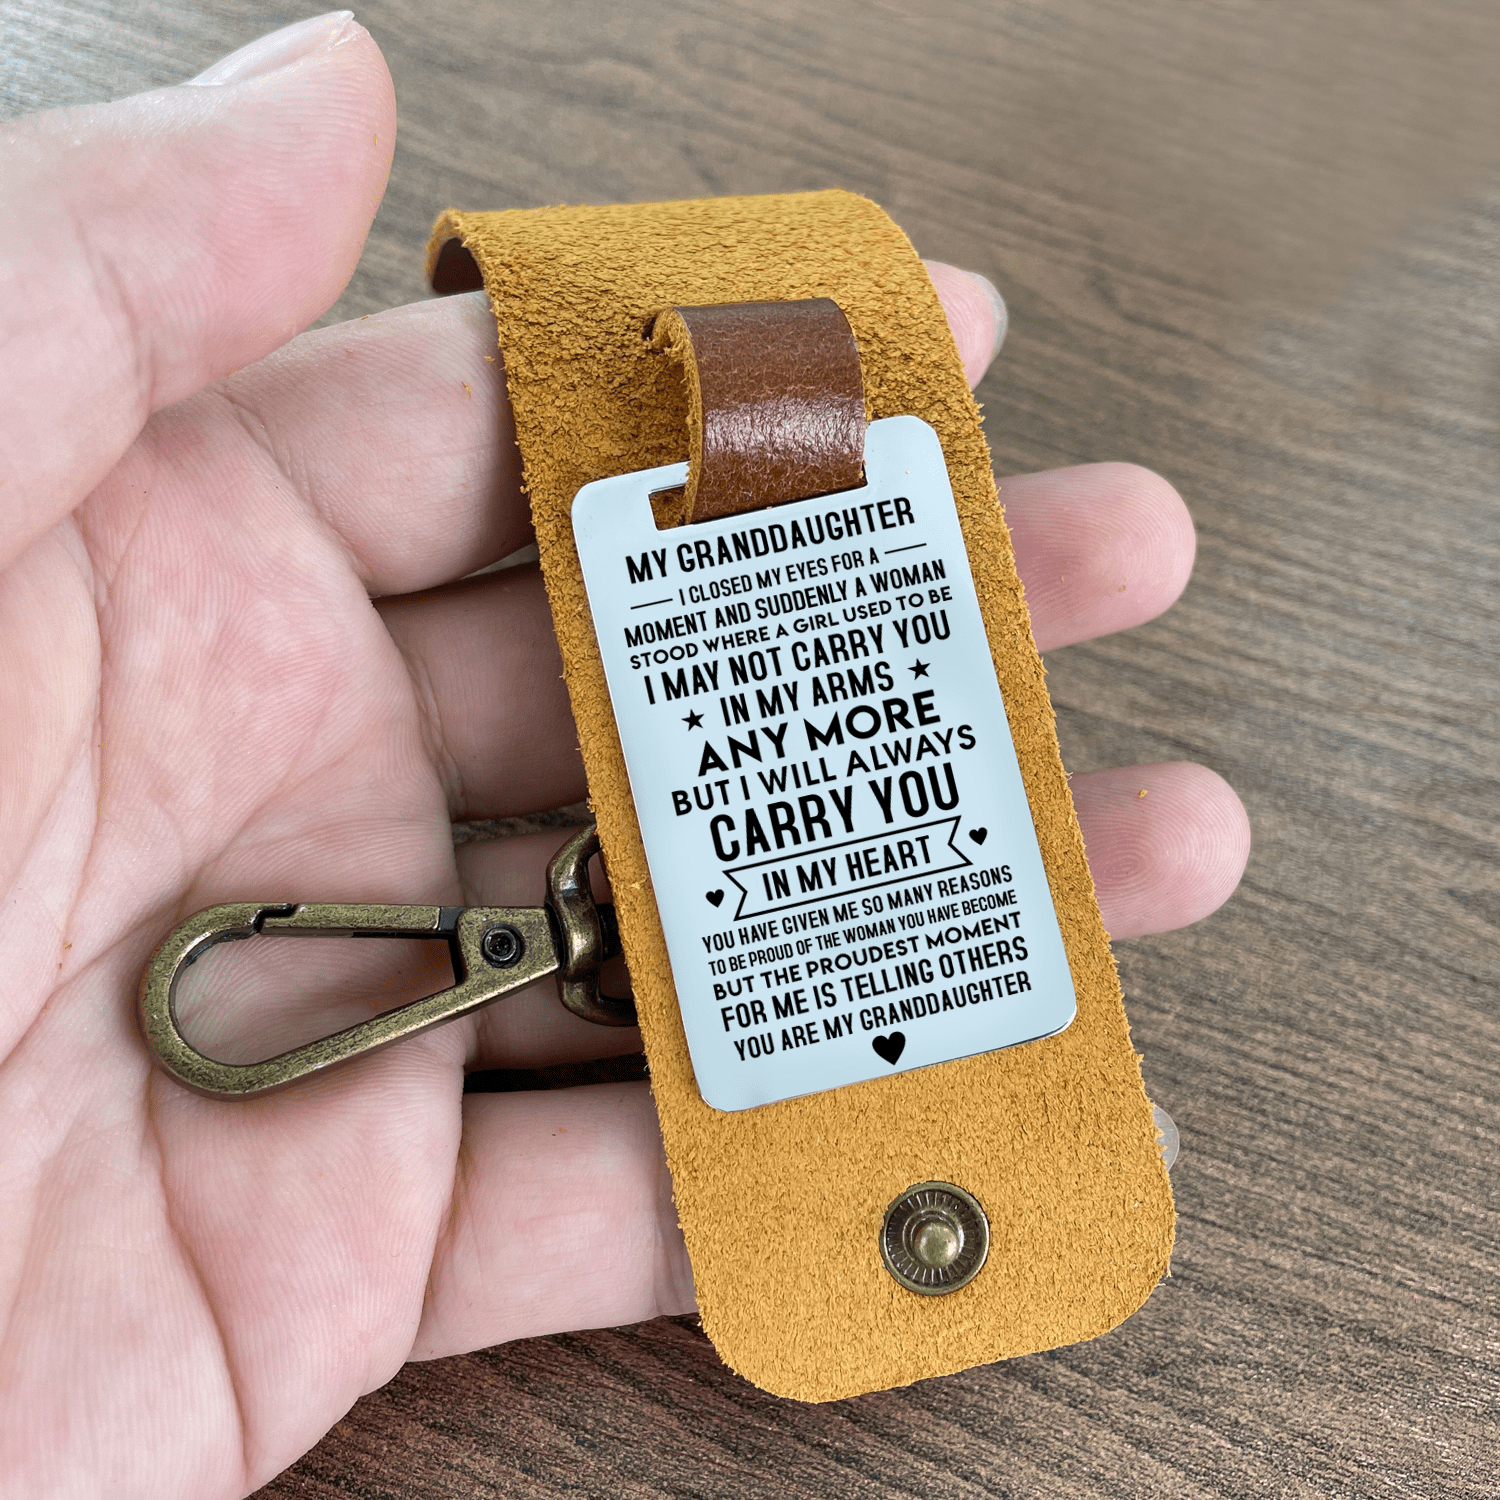 MY GRANDDAUGHTER
I CLOSED MY EYES FOR A
MOMENT AND SUDDENLY A WOMAN
STOOD WHERE A GIRL USED TO BE
I MAY NOT CARRY YOU
IN MY ARMS
ANY MORE
BUT I WILL ALWAYS
CARRY YOU
IN MY HEART
YOU HAVE GIVEN ME SO MANY REASONS
TO BE PROUD OF THE WOMAN YOU HAVE BECOME
BUT THE PROUDEST MOMENT
FOR ME IS TELLING OTHERS
YOU ARE MY GRANDDAUGHTER